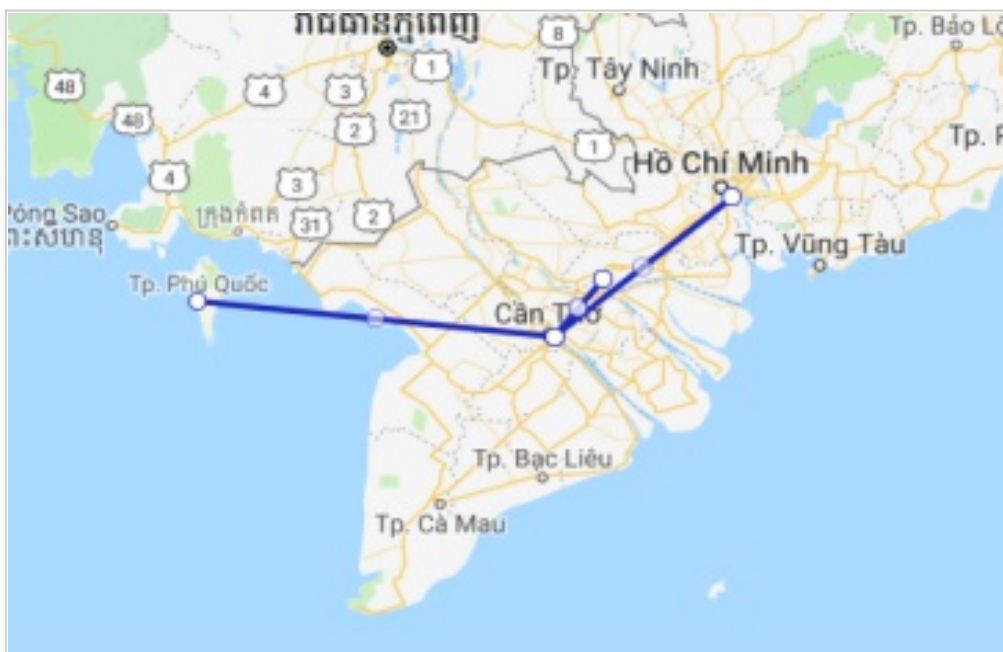 រាជធានីភ្នំពេញ
8
Tp. Bảo Lộ
48
1
Tp. Tây Ninh
4
3
48
21
2
1
Tp. P
4
Hồ Chí Minh
3
Póng Sao
ក្រុងកំពត
2
31
Tp. Vũng Tàu
Tp. Phú Quốc
Cần Thơ
Tp. Bạc Liêu
Tp. Cà Mau